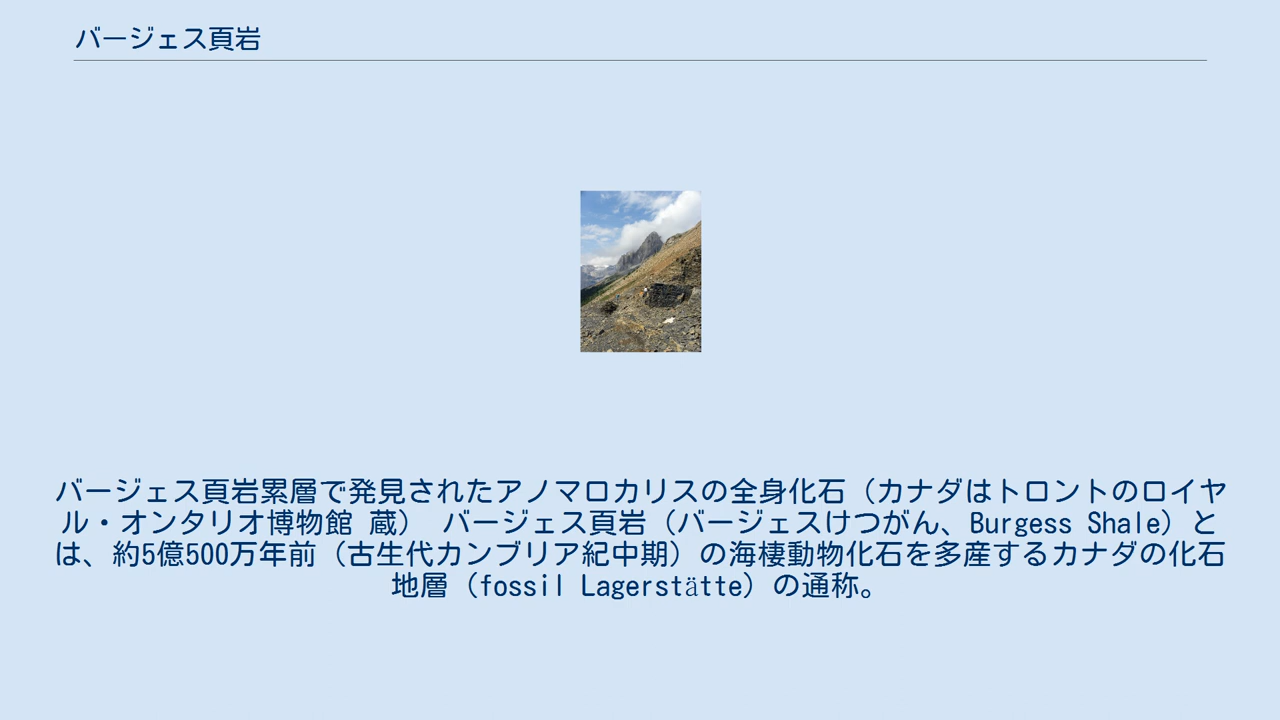 バージェス頁岩
バージェス頁岩累層で発見されたアノマロカリスの全身化石（カナダはトロントのロイヤ
ル・オンタリオ博物館 蔵） バージェス頁岩（バージェスけつがん、Burgess Shale）と
は、約5億500万年前（古生代カンブリア紀中期）の海棲動物化石を多産するカナダの化石
地層（fossil Lagerstätte）の通称。